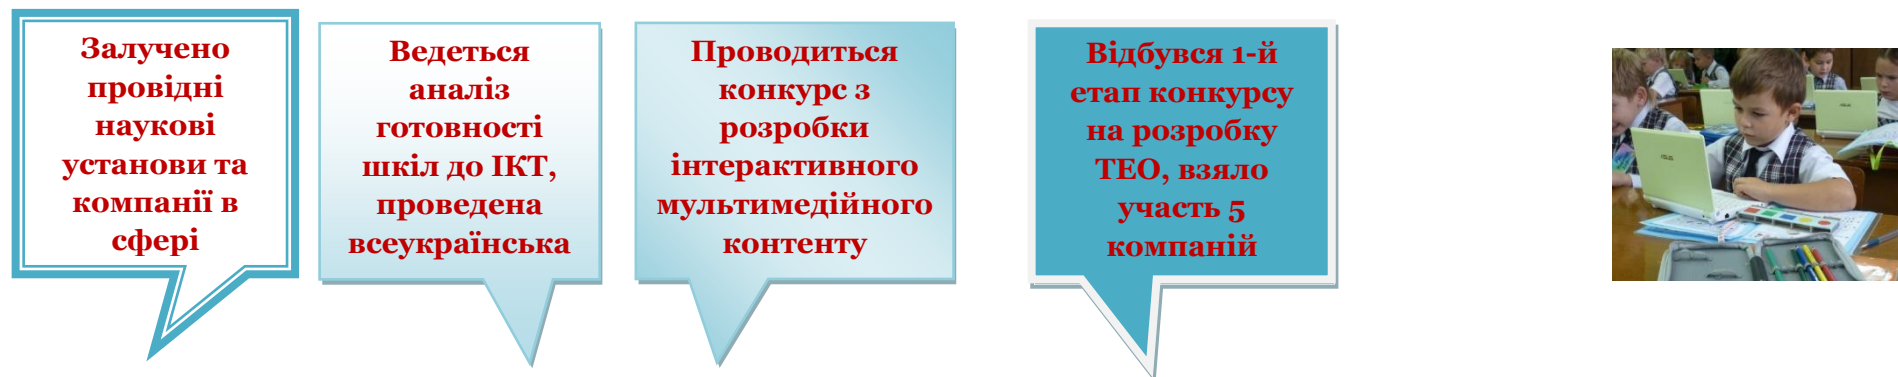 Залучено
провідні
наукові
установи та
компанії в
сфері
Ведеться
аналіз
готовності
шкіл до ІКТ,
проведена
всеукраїнська
Проводиться
конкурс з
розробки
інтерактивного
мультимедійного
контенту
Відбувся 1-й
етап конкурсу
на розробку
ТЕО, взяло
участь 5
компаній